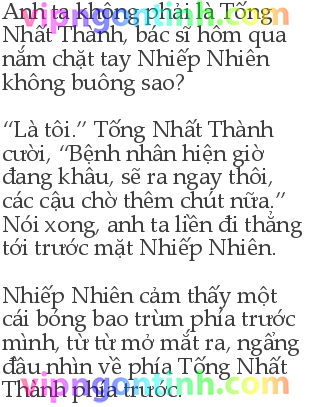 Anh ta không phải là Tống
Nhất Thành, bác sĩ hôm qua
nắm chặt tay Nhiếp Nhiên
không buông sao?
“Là tôi.” Tống Nhất Thành
cười, “Bệnh nhân hiện giờ
đang khâu, sẽ ra ngay thôi,
các cậu chờ thêm chút nữa.”
Nói xong, anh ta liền đi thẳng
tới trước mặt Nhiếp Nhiên.
Nhiếp Nhiên cảm thấy một
cái bóng bao trùm phía trước
mình, từ từ mở mắt ra, ngẩng
đầu nhìn về phía Tống Nhất
Thành phía trước.
vipngontinh.com
vipngontinh.com